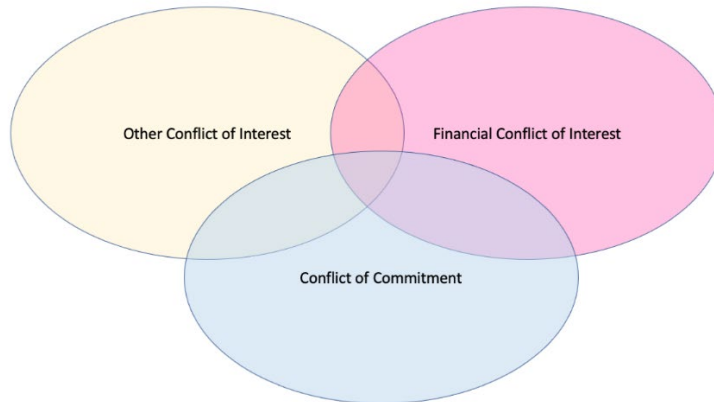 Other Conflict of Interest
Financial Conflict of Interest
Conflict of Commitment